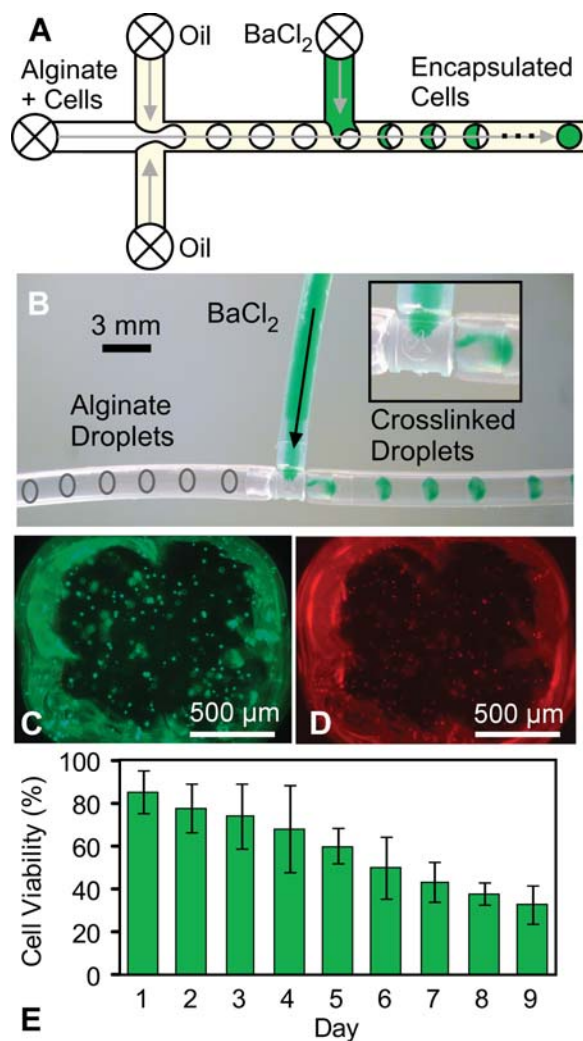 A
Oil
BaCl2
Alginate
+ Cells
Encapsulated
Cells
Oil
B
3 mm
BaCl2
Alginate
Droplets
Crosslinked
Droplets
C
500 µm
D
500 µm
100
80
60
40
20
0
Cell Viability (%)
1 2 3 4 5 6 7 8 9
Day
E